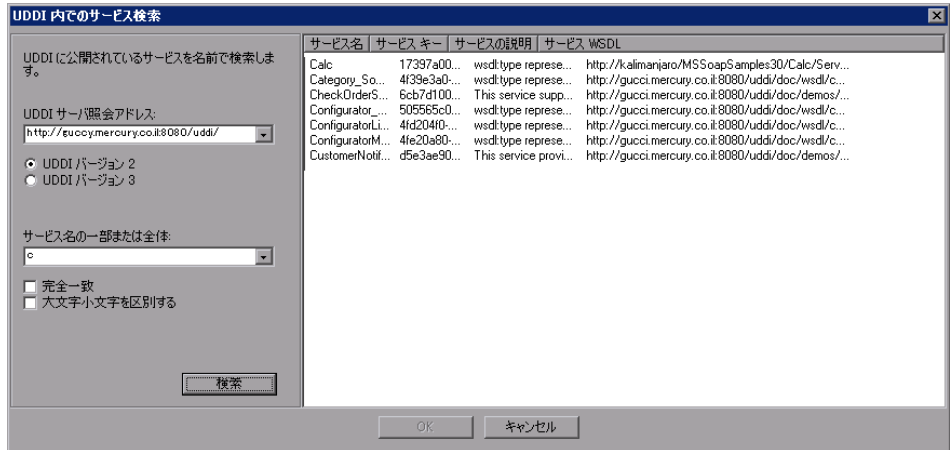 UDDI 内でのサービス検索
UDDI に公開されているサービスを名前で検索しま
す。
UDDI サーバ照会アドレス:
http://guccy.mercury.co.il:8080/uddi/
UDDI バージョン 2
UDDI バージョン 3
サービス名の一部または全体:
c
完全一致
大文字小文字を区別する
検索
サービス名 サービス キー サービスの説明 サービス WSDL
Calc 17397a00... wsdl:type represe... http://kalimanjaro/MSSoapSamples30/Calc/Serv...
Category_So... 4f39e3a0-... wsdl:type represe... http://gucci.mercury.co.il:8080/uddi/doc/wsdl/c...
CheckOrderS... 6cb7d100... This service supp... http://gucci.mercury.co.il:8080/uddi/doc/demos/...
Configurator_... 505565c0... wsdl:type represe... http://gucci.mercury.co.il:8080/uddi/doc/wsdl/c...
ConfiguratorLi... 4fd204f0-... wsdl:type represe... http://gucci.mercury.co.il:8080/uddi/doc/wsdl/c...
ConfiguratorM... 4fe20a80-... wsdl:type represe... http://gucci.mercury.co.il:8080/uddi/doc/wsdl/c...
CustomerNotif... d5e3ae90... This service provi... http://gucci.mercury.co.il:8080/uddi/doc/demos/...
OK キャンセル